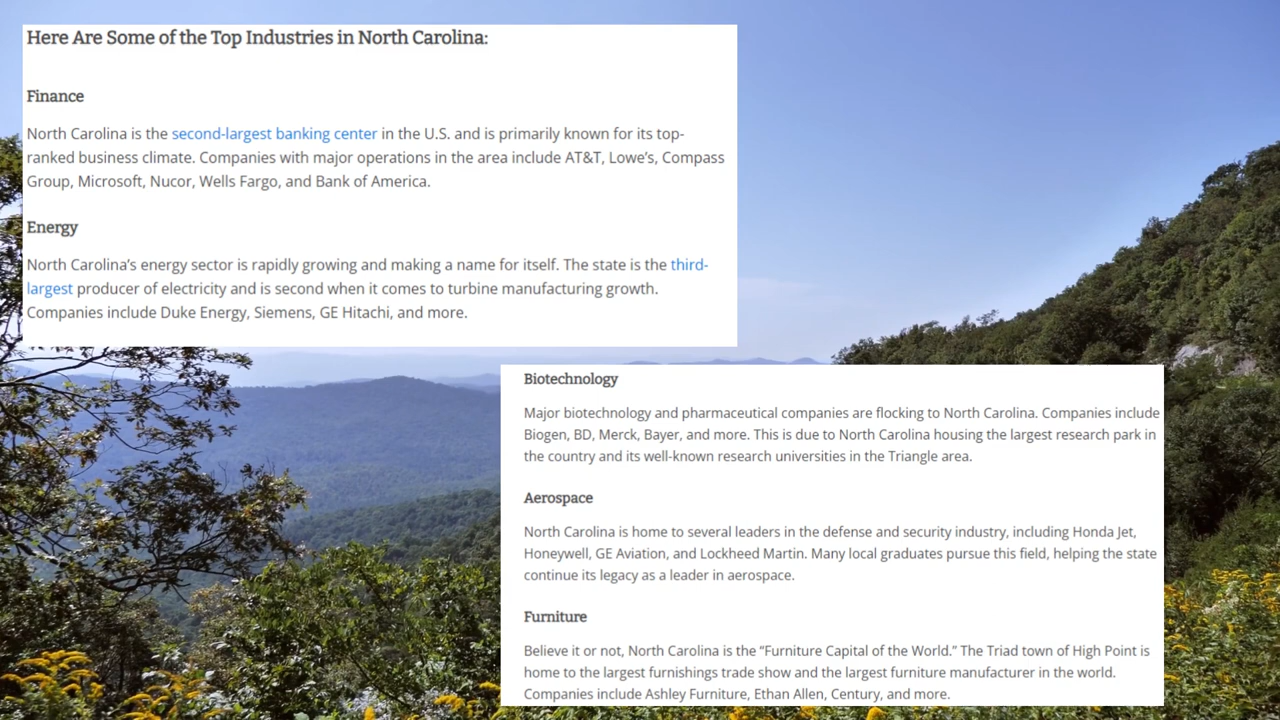 Here Are Some of the Top Industries in North Carolina:
Finance
North Carolina is the second-largest banking center in the U.S. and is primarily known for its top-
ranked business climate. Companies with major operations in the area include AT&T, Lowe’s, Compass
Group, Microsoft, Nucor, Wells Fargo, and Bank of America.
Energy
North Carolina’s energy sector is rapidly growing and making a name for itself. The state is the third-
largest producer of electricity and is second when it comes to turbine manufacturing growth.
Companies include Duke Energy, Siemens, GE Hitachi, and more.
Biotechnology
Major biotechnology and pharmaceutical companies are flocking to North Carolina. Companies include
Biogen, BD, Merck, Bayer, and more. This is due to North Carolina housing the largest research park in
the country and its well-known research universities in the Triangle area.
Aerospace
North Carolina is home to several leaders in the defense and security industry, including Honda Jet,
Honeywell, GE Aviation, and Lockheed Martin. Many local graduates pursue this field, helping the state
continue its legacy as a leader in aerospace.
Furniture
Believe it or not, North Carolina is the “Furniture Capital of the World.” The Triad town of High Point is
home to the largest furnishings trade show and the largest furniture manufacturer in the world.
Companies include Ashley Furniture, Ethan Allen, Century, and more.